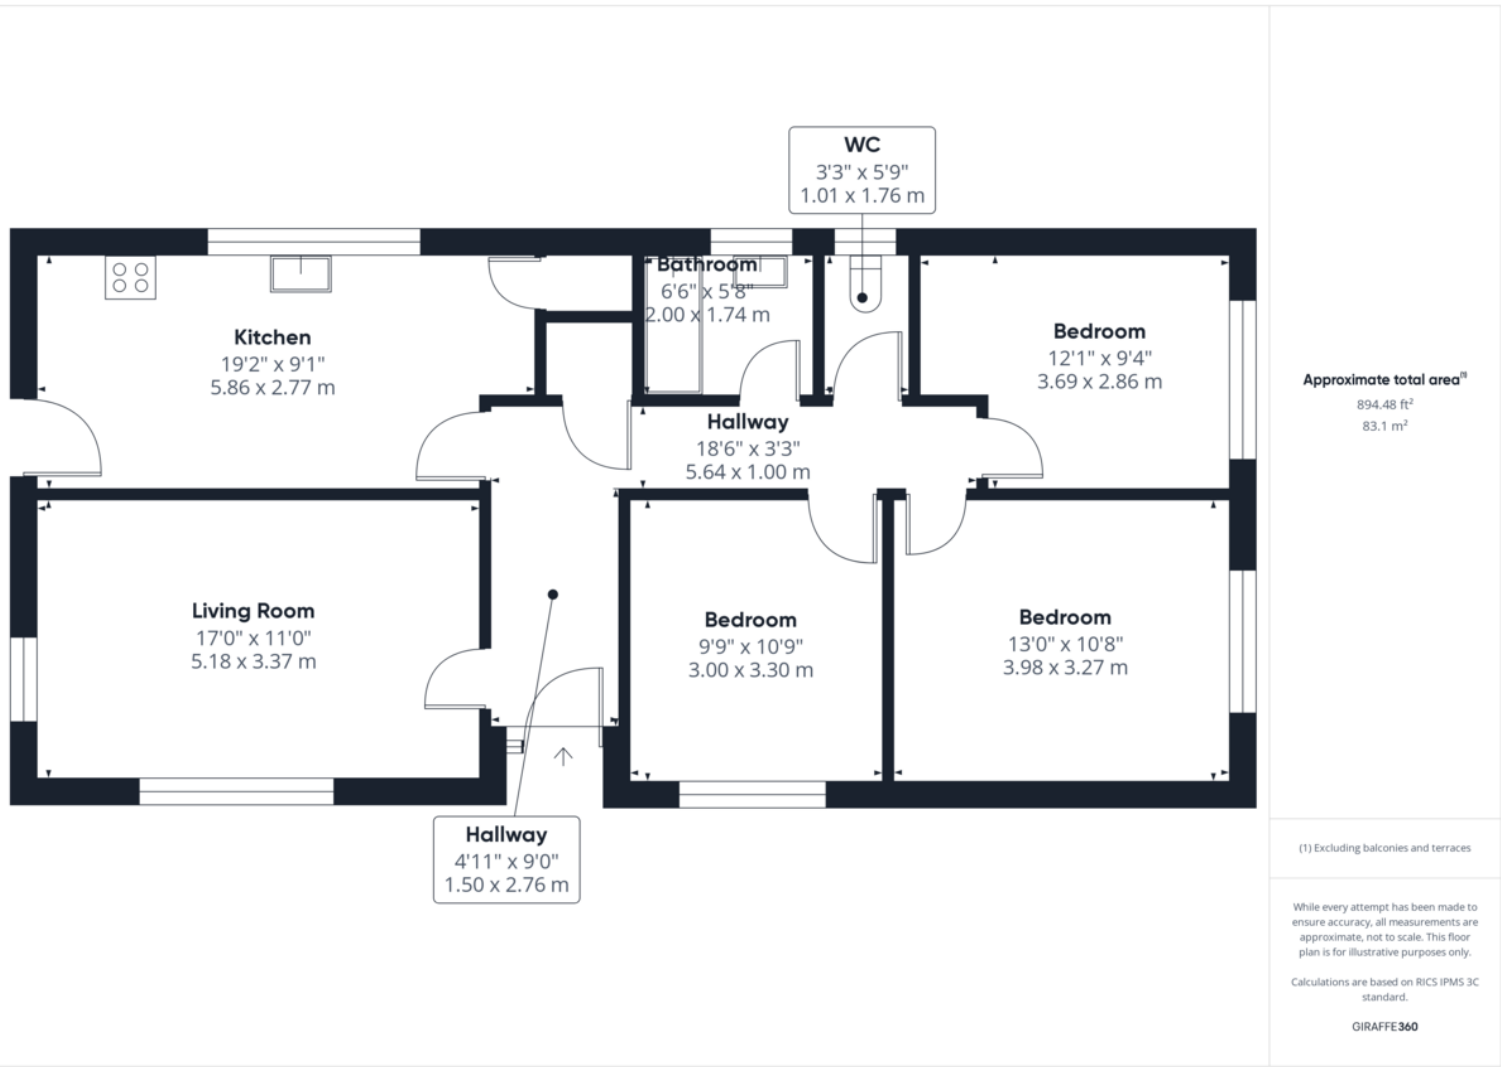 WC
3'3" x 5'9"
1.01 x 1.76 m
Bathroom
6'6" x 5'8"
2.00 x 1.74 m
Kitchen
19'2" x 9'1"
5.86 x 2.77 m
Bedroom
12'1" x 9'4"
3.69 x 2.86 m
Hallway
18'6" x 3'3"
5.64 x 1.00 m
Living Room
17'0" x 11'0"
5.18 x 3.37 m
Bedroom
9'9" x 10'9"
3.00 x 3.30 m
Bedroom
13'0" x 10'8"
3.98 x 3.27 m
Hallway
4'11" x 9'0"
1.50 x 2.76 m
Approximate total area(1)
894.48 ft²
83.1 m²
(1) Excluding balconies and terraces
While every attempt has been made to
ensure accuracy, all measurements are
approximate, not to scale. This floor
plan is for illustrative purposes only.
Calculations are based on RICS IPMS 3C
standard.
GIRAFFE360